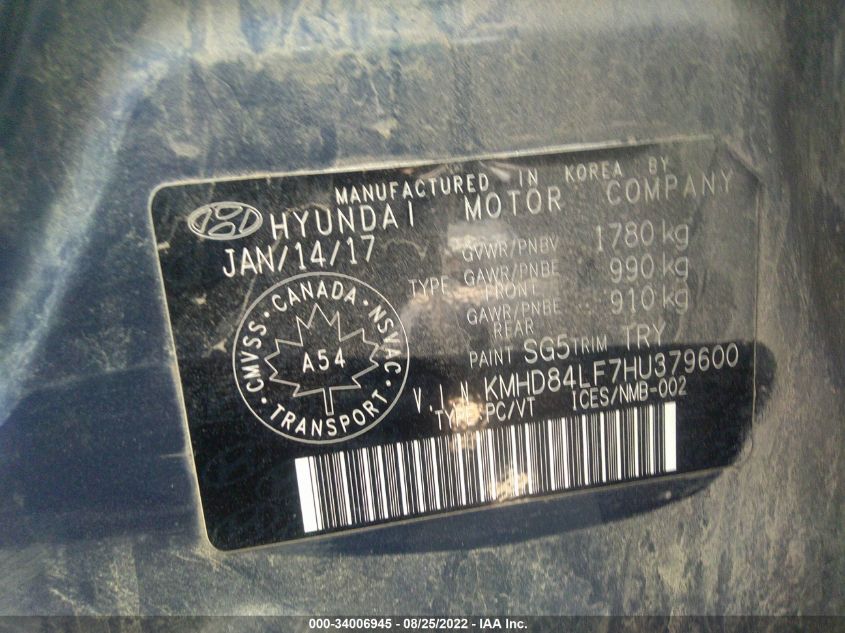 MANUFACTURED IN KOREA BY
HYUNDAI MOTOR COMPANY
JAN/14/17
GVWR/PNBV 1780 kg
TYPE GAWR/PNBE FRONT 990 kg
GAWR/PNBE REAR 910 kg
PAINT SG5 TRIM TRY
V.I.N KMHD84LF7HU379600
TYPE PC/VT ICES/NMB-002
CMVSS · CANADA · NSVAC
A54
· TRANSPORT ·
000-34006945 - 08/25/2022 - IAA Inc.